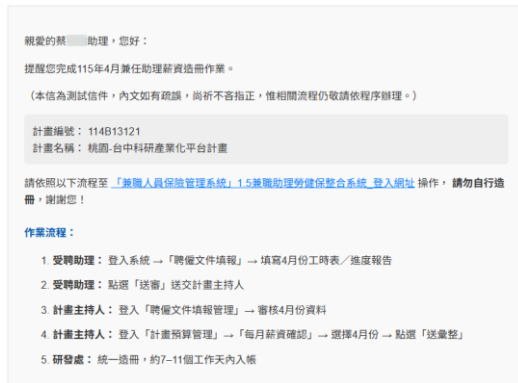 親愛的蔡 助理，您好：
提醒您完成115年4月兼任助理薪資造冊作業。
（本信為測試信件，內文如有疏誤，尚祈不吝指正，惟相關流程仍敬請依程序辦理。）
計畫編號： 114B13121
計畫名稱： 桃園-台中科研產業化平台計畫
請依照以下流程至 「兼職人員保險管理系統」1.5兼職助理勞健保整合系統_登入網址 操作， 請勿自行造
冊，謝謝您！
作業流程：
1. 受聘助理： 登入系統 → 「聘僱文件填報」→ 填寫4月份工時表／進度報告
2. 受聘助理： 點選「送審」送交計畫主持人
3. 計畫主持人： 登入「聘僱文件填報管理」→ 審核4月份資料
4. 計畫主持人： 登入「計畫預算管理」→「每月薪資確認」→ 選擇4月份 → 點選「送彙整」
5. 研發處： 統一造冊，約7–11個工作天內入帳